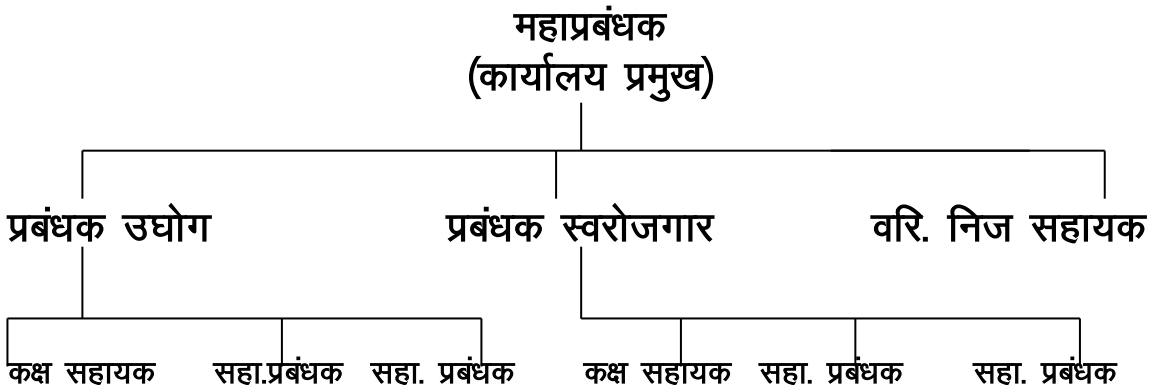 महाप्रबंधक
(कार्यालय प्रमुख)
प्रबंधक उघोग प्रबंधक स्वरोजगार वरि. निज सहायक
कक्ष सहायक सहा.प्रबंधक सहा. प्रबंधक कक्ष सहायक सहा. प्रबंधक सहा. प्रबंधक